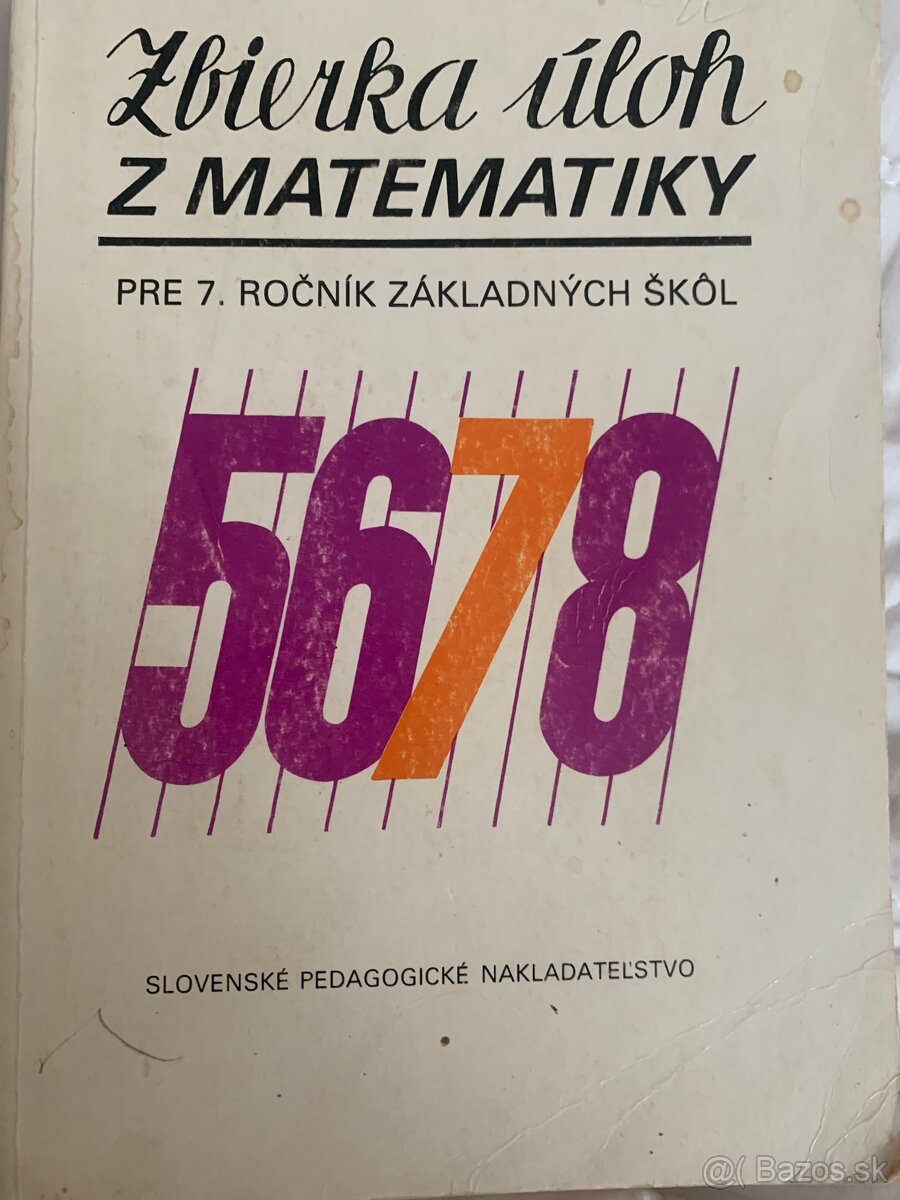 Zbierka úloh
Z MATEMATIKY
PRE 7. ROČNÍK ZÁKLADNÝCH ŠKÔL
5678
SLOVENSKÉ PEDAGOGICKÉ NAKLADATEĽSTVO
@( Bazos.sk